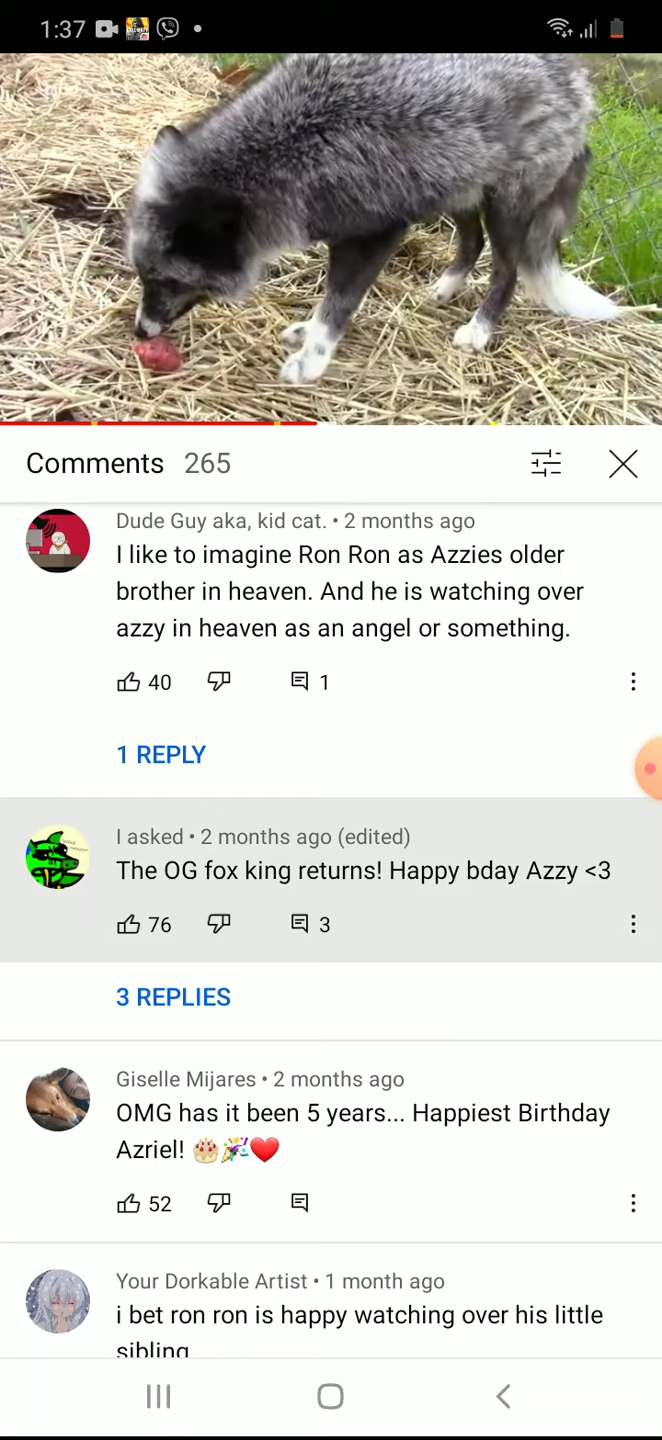 1:37
Comments 265
Dude Guy aka, kid cat. • 2 months ago
I like to imagine Ron Ron as Azzies older
brother in heaven. And he is watching over
azzy in heaven as an angel or something.
40 1
1 REPLY
I asked • 2 months ago (edited)
The OG fox king returns! Happy bday Azzy <3
76 3
3 REPLIES
Giselle Mijares • 2 months ago
OMG has it been 5 years... Happiest Birthday
Azriel! 🎂🎉❤️
52
Your Dorkable Artist • 1 month ago
i bet ron ron is happy watching over his little
sibling